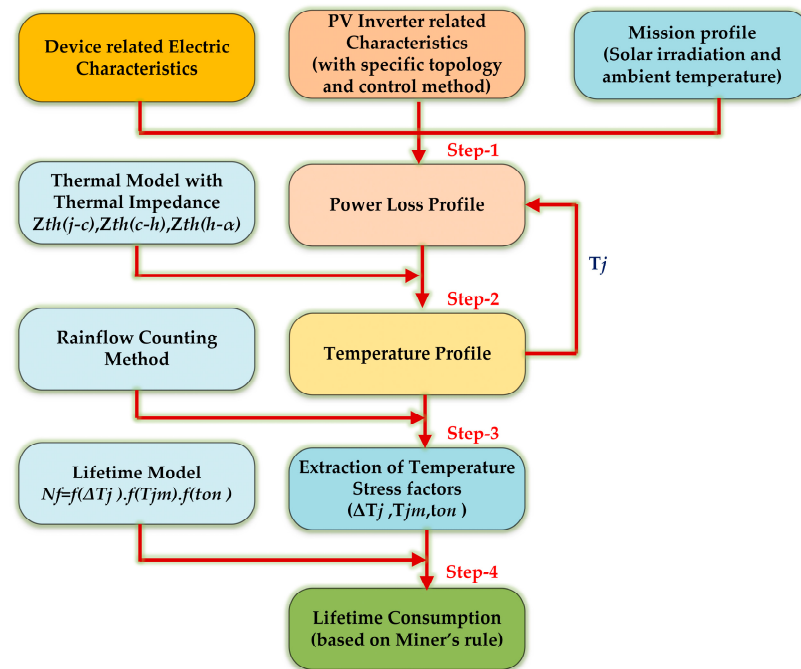 Device related Electric
Characteristics
PV Inverter related
Characteristics
(with specific topology
and control method)
Mission profile
(Solar irradiation and
ambient temperature)
Step-1
Thermal Model with
Thermal Impedance
Zth(j-c),Zth(c-h),Zth(h-α)
Power Loss Profile
Tj
Step-2
Rainflow Counting
Method
Temperature Profile
Step-3
Lifetime Model
Nf=f(ΔTj ).f(Tjm).f(ton )
Extraction of Temperature
Stress factors
(ΔTj ,Tjm,ton )
Step-4
Lifetime Consumption
(based on Miner’s rule)